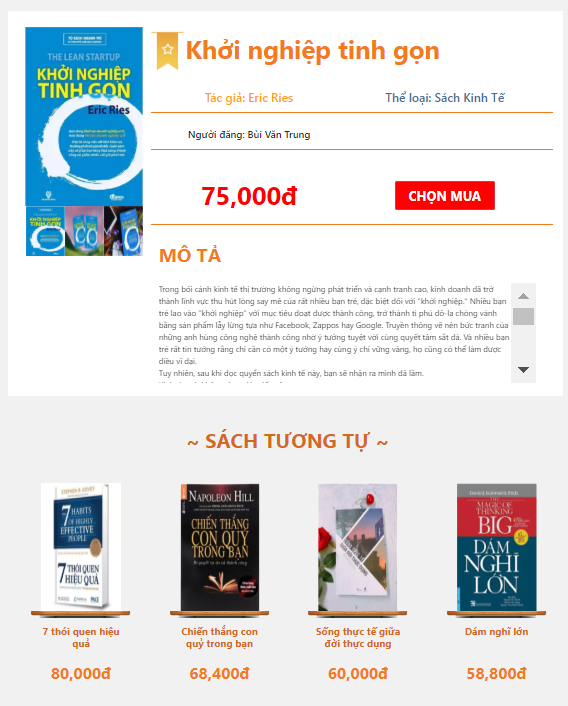 Khởi nghiệp tinh gọn
Tác giả: Eric Ries
Thể loại: Sách Kinh Tế
Người đăng: Bùi Văn Trung
75,000đ
CHỌN MUA
MÔ TẢ
Trong bối cảnh kinh tế thị trường không ngừng phát triển và cạnh tranh cao, kinh doanh đã trở
thành lĩnh vực thu hút lòng say mê của rất nhiều bạn trẻ, đặc biệt đối với “khởi nghiệp.” Nhiều bạn
trẻ lao vào “khởi nghiệp” với mục tiêu đoạt được thành công, trở thành tỉ phú đô-la chóng vánh
bằng sản phẩm lẫy lừng tựa như Facebook, Zappos hay Google. Truyền thông vẽ nên bức tranh của
những anh hùng công nghệ thành công nhờ ý tưởng tuyệt vời cùng quyết tâm sắt đá. Và nhiều bạn
trẻ rất tin tưởng rằng chỉ cần có một ý tưởng hay cùng ý chí vững vàng, họ cũng có thể làm được
điều vĩ đại.
Tuy nhiên, sau khi đọc quyển sách kinh tế này, bạn sẽ nhận ra mình đã lầm.
THE LEAN STARTUP
KHỞI NGHIỆP
TINH GỌN
Eric Ries
~ SÁCH TƯƠNG TỰ ~
7 HABITS
OF HIGHLY
EFFECTIVE
PEOPLE
7 THÓI QUEN
HIỆU QUẢ
NAPOLEON HILL
CHIẾN THẮNG
CON QUỶ
TRONG BẠN
THE
MAGIC OF
THINKING
BIG
DÁM
NGHĨ
LỚN
7 thói quen hiệu
quả
Chiến thắng con
quỷ trong bạn
Sống thực tế giữa
đời thực dụng
Dám nghĩ lớn
80,000đ
68,400đ
60,000đ
58,800đ